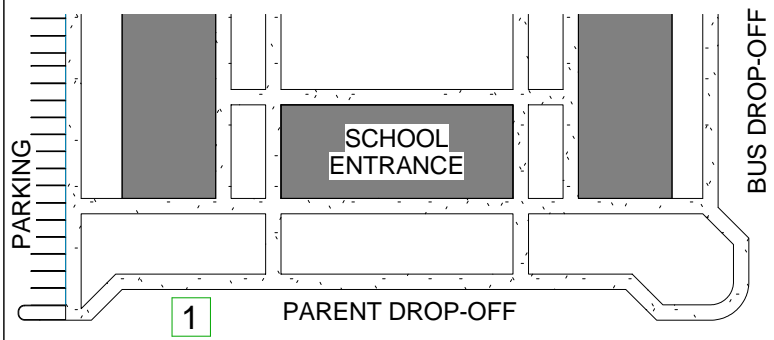 SCHOOL
ENTRANCE
PARKING
BUS DROP-OFF
1
PARENT DROP-OFF